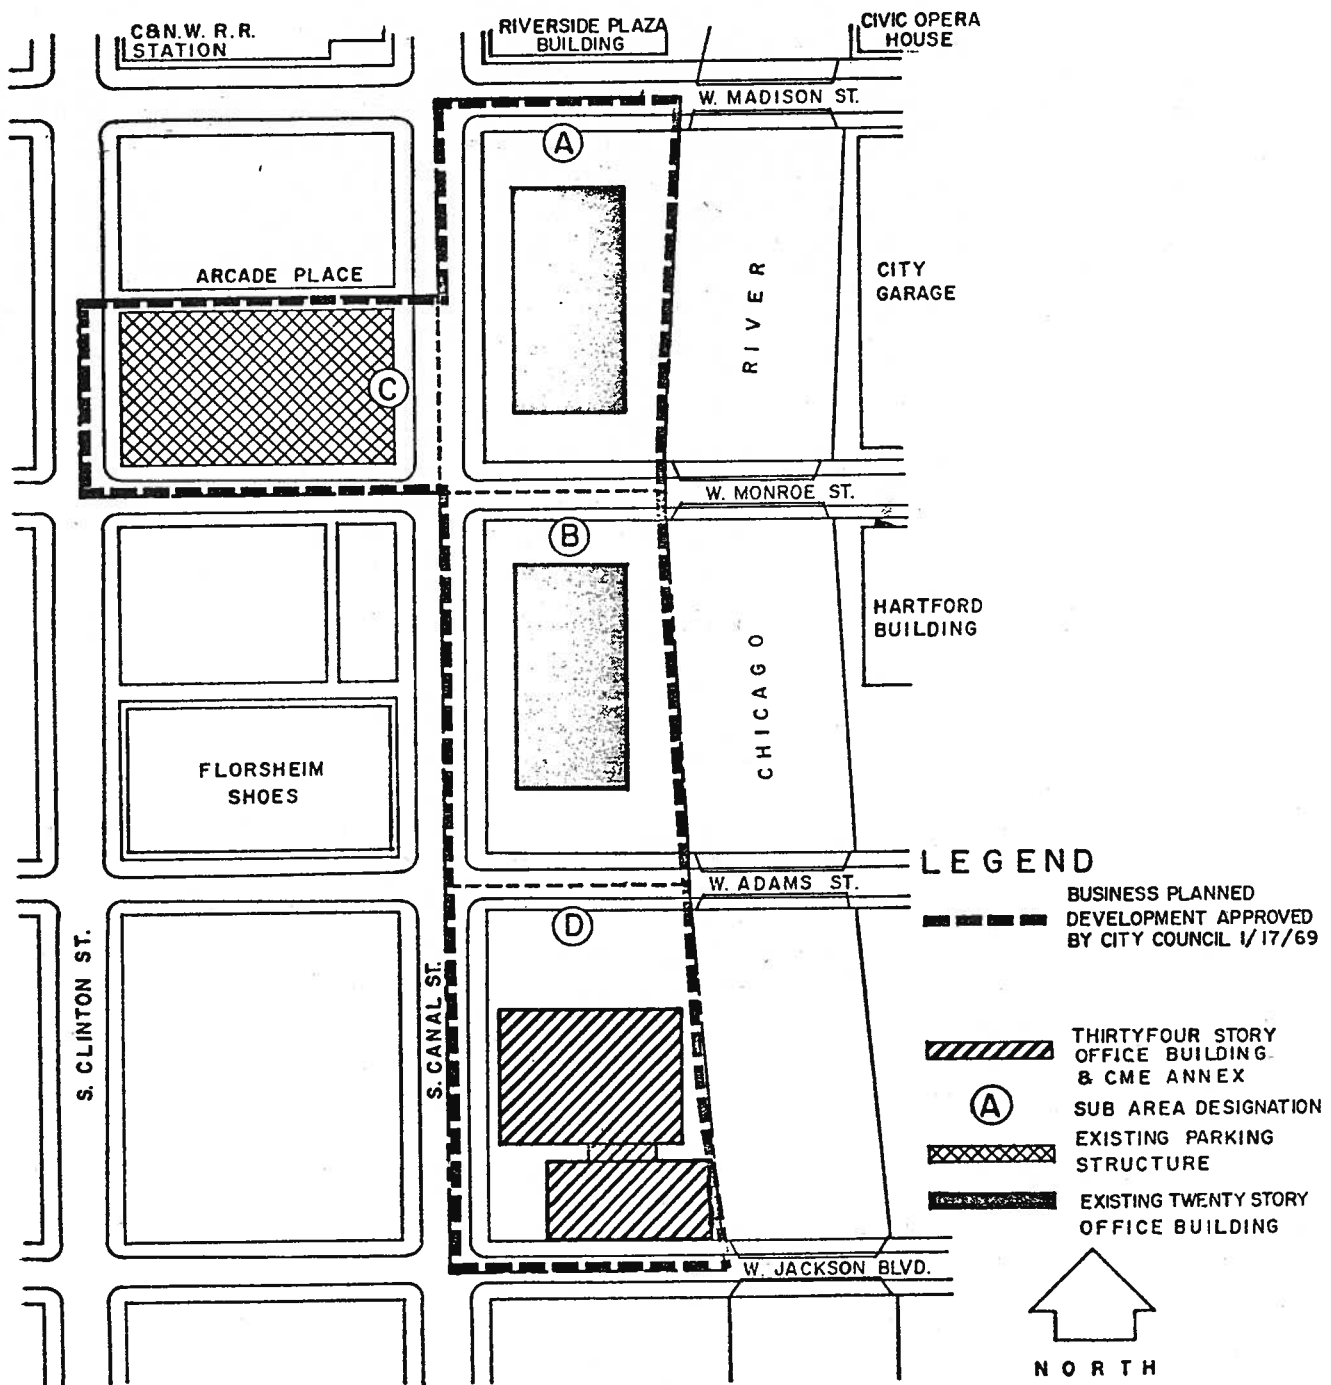 C&N.W. R.R.
STATION
RIVERSIDE PLAZA
BUILDING
CIVIC OPERA
HOUSE
W. MADISON ST.
A
ARCADE PLACE
RIVER
CITY
GARAGE
C
W. MONROE ST.
B
HARTFORD
BUILDING
CHICAGO
FLORSHEIM
SHOES
W. ADAMS ST.
D
S. CLINTON ST.
S. CANAL ST.
W. JACKSON BLVD.
LEGEND
BUSINESS PLANNED
DEVELOPMENT APPROVED
BY CITY COUNCIL 1/17/69
THIRTYFOUR STORY
OFFICE BUILDING
& CME ANNEX
A
SUB AREA DESIGNATION
EXISTING PARKING
STRUCTURE
EXISTING TWENTY STORY
OFFICE BUILDING
NORTH